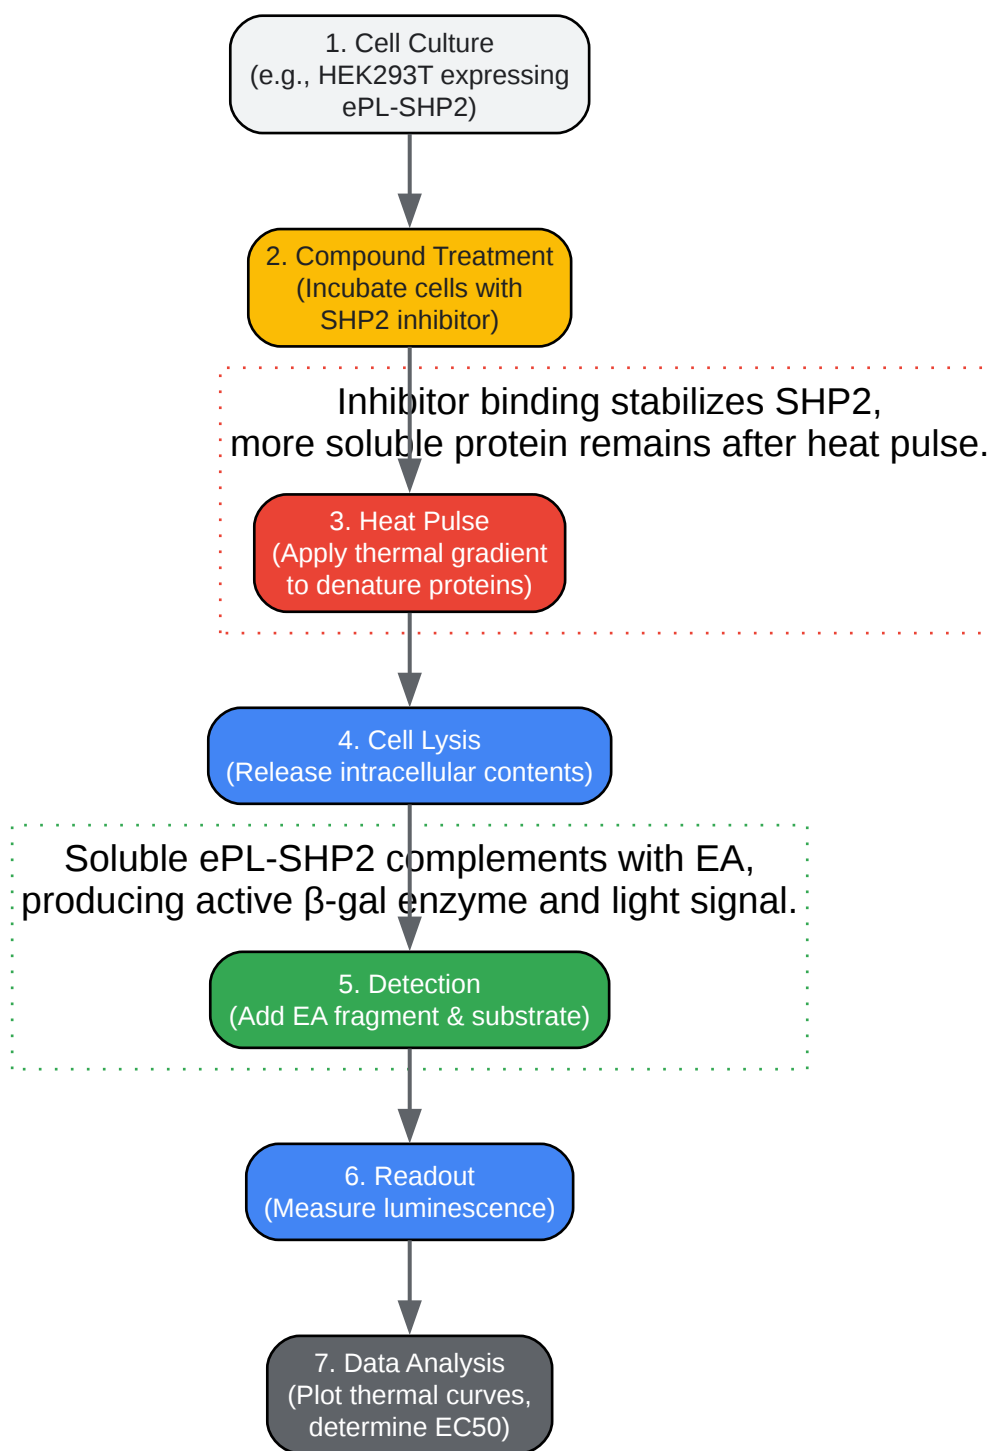 1. Cell Culture
(e.g., HEK293T expressing
ePL-SHP2)
2. Compound Treatment
(Incubate cells with
SHP2 inhibitor)
Inhibitor binding stabilizes SHP2,
more soluble protein remains after heat pulse.
3. Heat Pulse
(Apply thermal gradient
to denature proteins)
4. Cell Lysis
(Release intracellular contents)
Soluble ePL-SHP2 complements with EA,
producing active β-gal enzyme and light signal.
5. Detection
(Add EA fragment & substrate)
6. Readout
(Measure luminescence)
7. Data Analysis
(Plot thermal curves,
determine EC50)